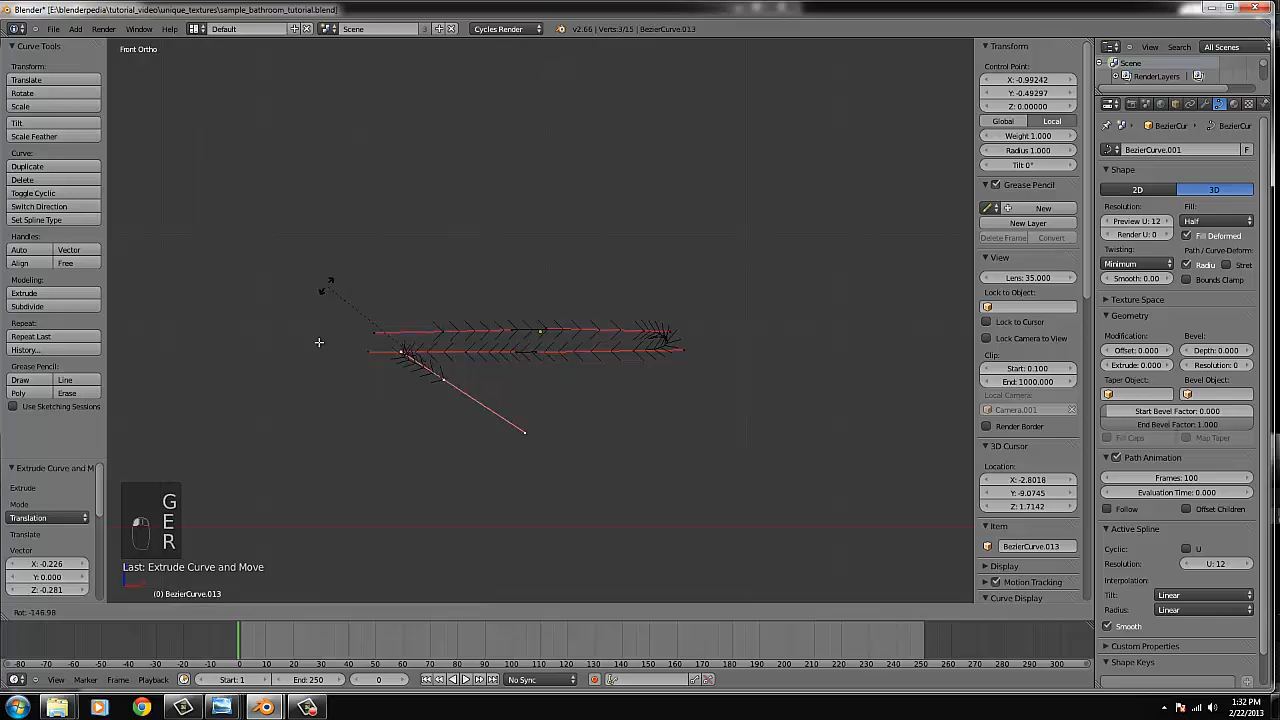 Blender* [E:\blenderpedia\tutorial_video\unique_textures\sample_bathroom_tutorial.blend]
File Add Render Window Help Default Scene 3 Cycles Render v2.66 | Verts:3/15 | BezierCurve.013
Curve Tools
Transform:
Translate
Rotate
Scale
Tilt
Scale Feather
Curve:
Duplicate
Delete
Toggle Cyclic
Switch Direction
Set Spline Type
Handles:
Auto Vector
Align Free
Modeling:
Extrude
Subdivide
Repeat:
Repeat Last
History...
Grease Pencil:
Draw Line
Poly Erase
Use Sketching Sessions
Extrude Curve and M
Extrude
Mode
Translation
Translate
Vector
X: -0.226
Y: 0.000
Z: -0.281
Front Ortho
G
E
R
Last: Extrude Curve and Move
(0) BezierCurve.013
Rot: -146.98
Transform
Control Point:
X: -0.99242
Y: -0.49297
Z: 0.00000
Global Local
Weight 1.000
Radius 1.000
Tilt 0°
Grease Pencil
New
New Layer
Delete Frame Convert
View
Lens: 35.000
Lock to Object:
Lock to Cursor
Lock Camera to View
Clip:
Start: 0.100
End: 1000.000
Local Camera:
Camera.001
Render Border
3D Cursor
Location:
X: -2.8018
Y: -9.0745
Z: 1.7142
Item
BezierCurve.013
Display
Motion Tracking
Curve Display
View Search All Scenes
Scene
RenderLayers
BezierCur BezierCur
BezierCurve.001 F
Shape
2D 3D
Resolution: Fill:
Preview U: 12 Half
Render U: 0 Fill Deformed
Twisting: Path / Curve-Deform:
Minimum Radiu Stret
Smooth: 0.00 Bounds Clamp
Texture Space
Geometry
Modification: Bevel:
Offset: 0.000 Depth: 0.000
Extrude: 0.000 Resolution: 0
Taper Object: Bevel Object:
Start Bevel Factor: 0.000
End Bevel Factor: 1.000
Fill Caps Map Taper
Path Animation
Frames: 100
Evaluation Time: 0.000
Follow Offset Children
Active Spline
Cyclic: U
Resolution: U: 12
Interpolation:
Tilt: Linear
Radius: Linear
Smooth
Custom Properties
Shape Keys
-80 -70 -60 -50 -40 -30 -20 -10 0 10 20 30 40 50 60 70 80 90 100 110 120 130 140 150 160 170 180 190 200 210 220 230 240 250 260 270 280 290 300
View Marker Frame Playback Start: 1 End: 250 0 No Sync
1:32 PM
2/22/2013